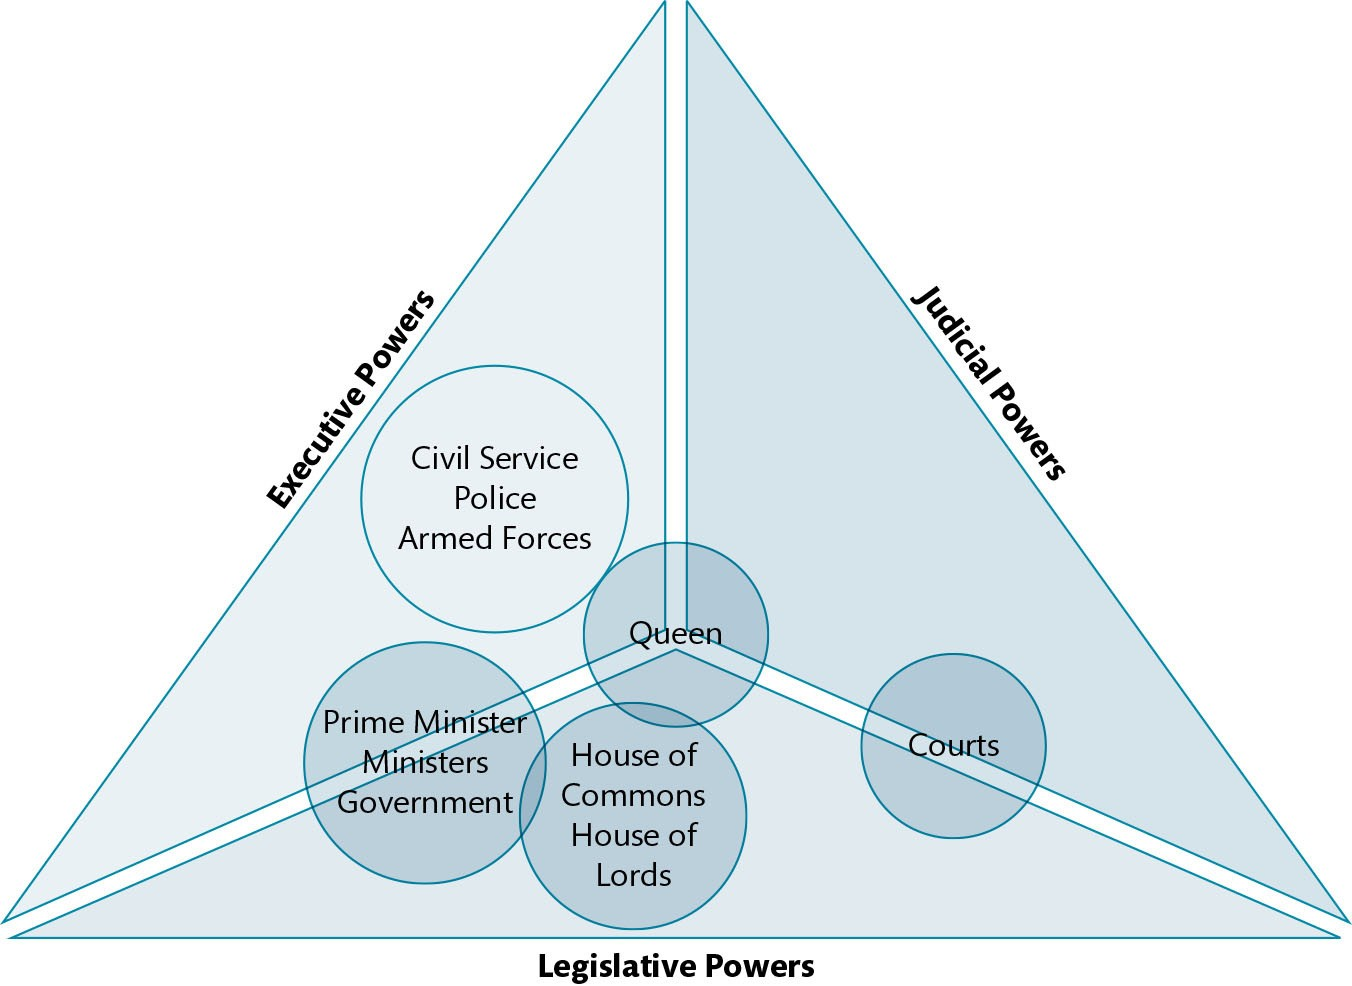 Executive Powers
Judicial Powers
Civil Service
Police
Armed Forces
Queen
Prime Minister
Ministers
Government
House of
Commons
House of
Lords
Courts
Legislative Powers